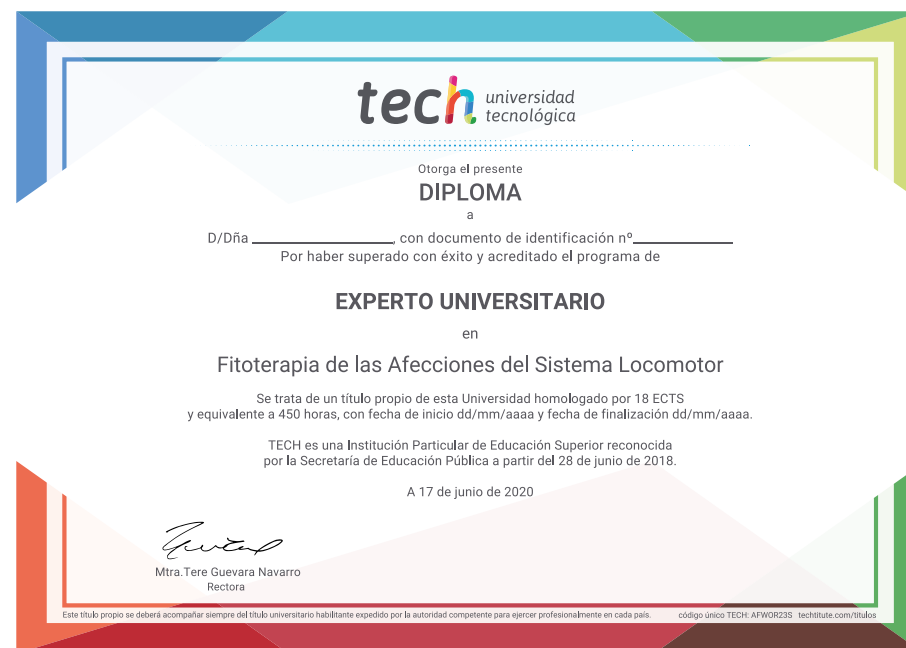 tech universidad
tecnológica
Otorga el presente
DIPLOMA
a
D/Dña ____________________, con documento de identificación nº______________
Por haber superado con éxito y acreditado el programa de
EXPERTO UNIVERSITARIO
en
Fitoterapia de las Afecciones del Sistema Locomotor
Se trata de un título propio de esta Universidad homologado por 18 ECTS
y equivalente a 450 horas, con fecha de inicio dd/mm/aaaa y fecha de finalización dd/mm/aaaa.
TECH es una Institución Particular de Educación Superior reconocida
por la Secretaría de Educación Pública a partir del 28 de junio de 2018.
A 17 de junio de 2020
Mtra.Tere Guevara Navarro
Rectora
Este título propio se deberá acompañar siempre del título universitario habilitante expedido por la autoridad competente para ejercer profesionalmente en cada país. código único TECH: AFWOR23S techtitute.com/titulos